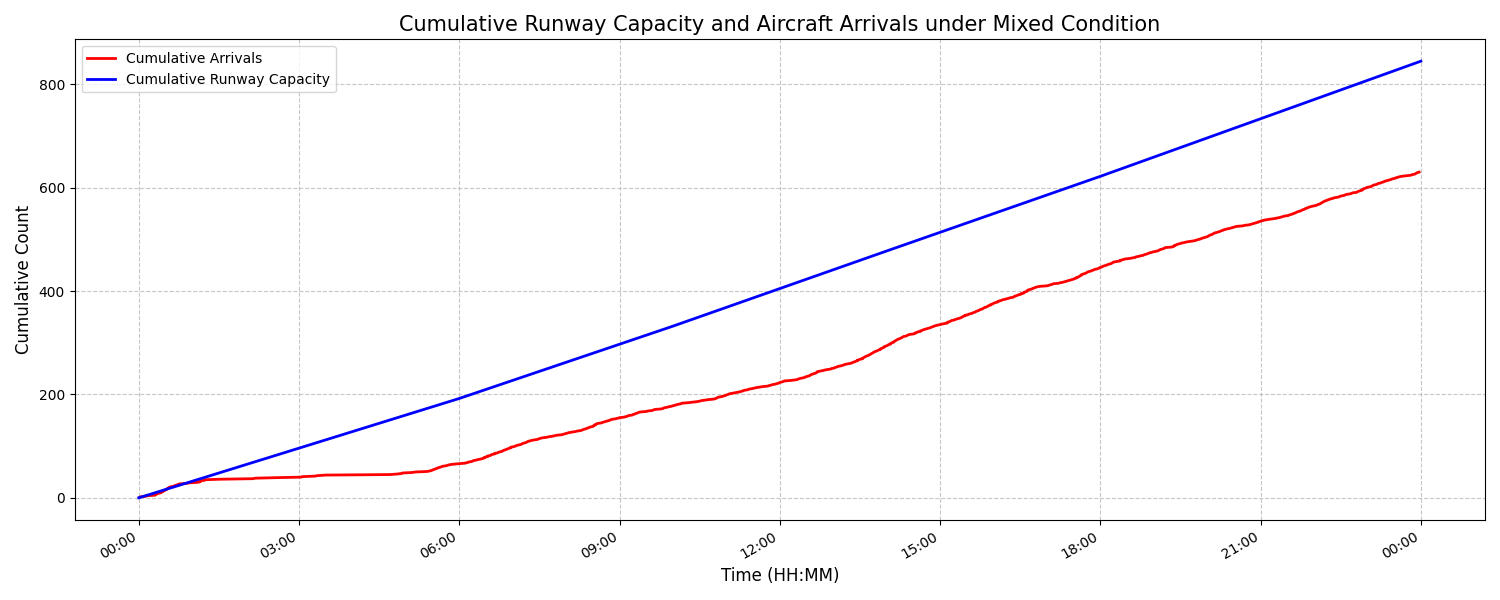 Cumulative Runway Capacity and Aircraft Arrivals under Mixed Condition
Cumulative Arrivals
Cumulative Runway Capacity
Cumulative Count
800
600
400
200
0
00:00 03:00 06:00 09:00 12:00 15:00 18:00 21:00 00:00
Time (HH:MM)